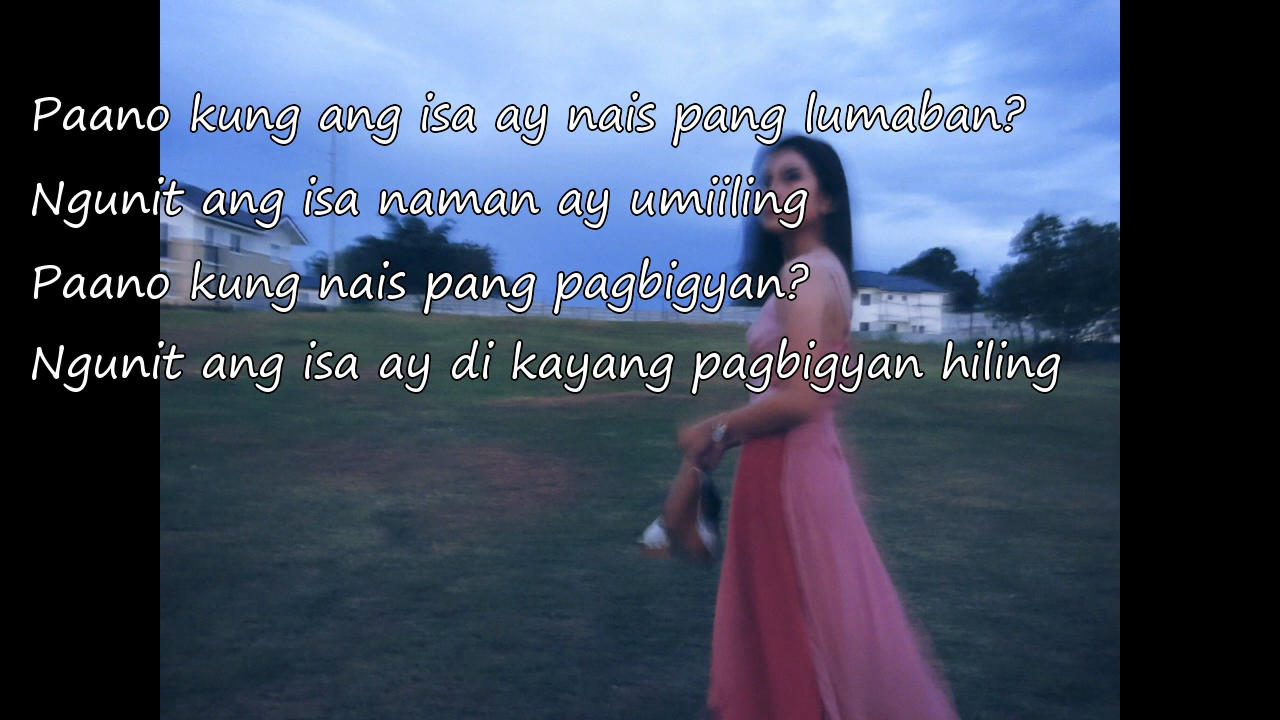 Paano kung ang isa ay nais pang lumaban?
Ngunit ang isa naman ay umiiling
Paano kung nais pang pagbigyan?
Ngunit ang isa ay di kayang pagbigyan hiling